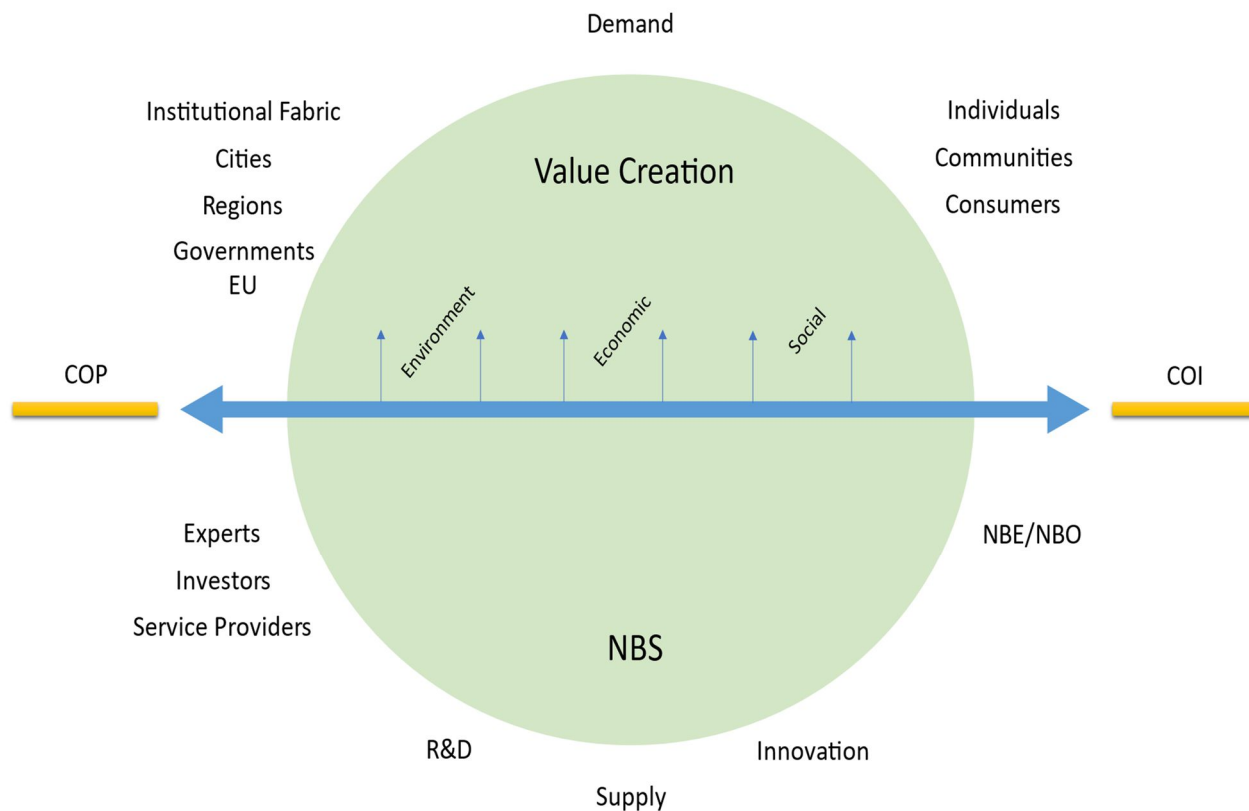 Demand
Institutional Fabric
Cities
Regions
Governments
EU
Individuals
Communities
Consumers
Value Creation
Environment
Economic
Social
COP
COI
Experts
Investors
Service Providers
NBE/NBO
NBS
R&D
Innovation
Supply